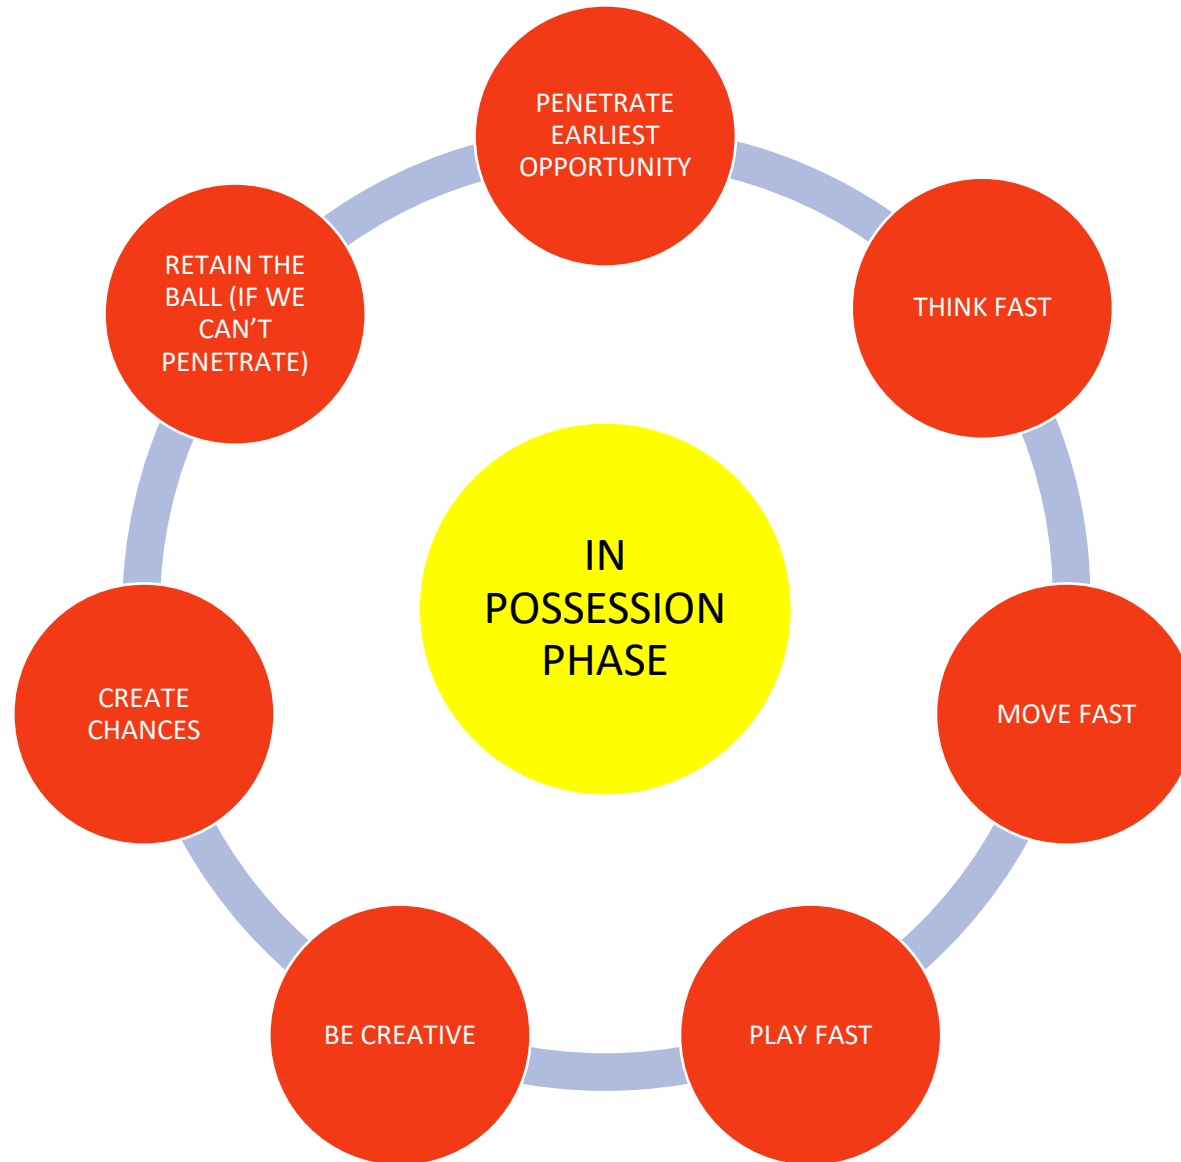 PENETRATE
EARLIEST
OPPORTUNITY
THINK FAST
MOVE FAST
PLAY FAST
BE CREATIVE
CREATE
CHANCES
RETAIN THE
BALL (IF WE
CAN’T
PENETRATE)
IN
POSSESSION
PHASE